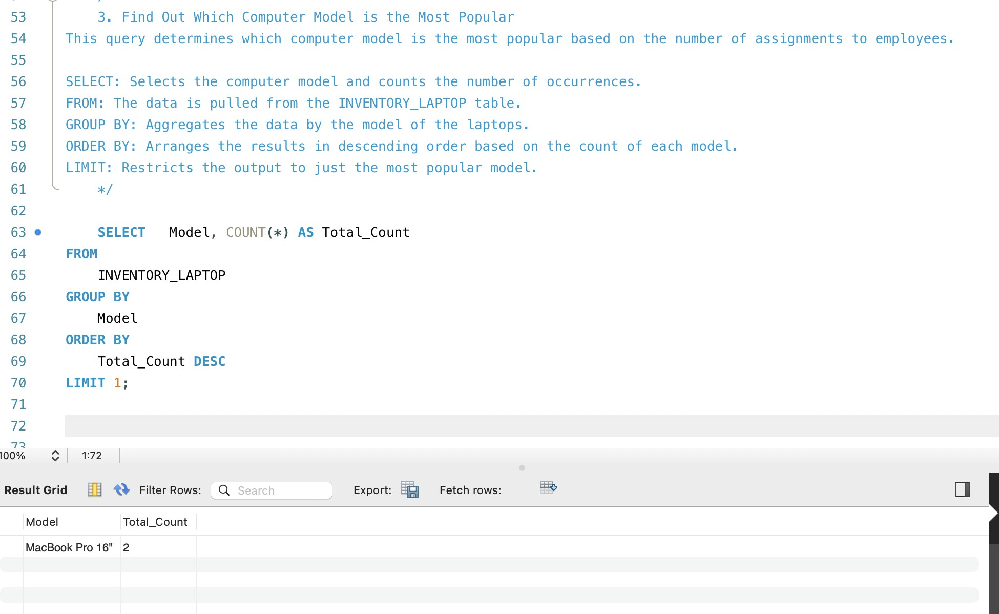 53 3. Find Out Which Computer Model is the Most Popular
54 This query determines which computer model is the most popular based on the number of assignments to employees.
55
56 SELECT: Selects the computer model and counts the number of occurrences.
57 FROM: The data is pulled from the INVENTORY_LAPTOP table.
58 GROUP BY: Aggregates the data by the model of the laptops.
59 ORDER BY: Arranges the results in descending order based on the count of each model.
60 LIMIT: Restricts the output to just the most popular model.
61 */
62
63 SELECT Model, COUNT(*) AS Total_Count
64 FROM
65 INVENTORY_LAPTOP
66 GROUP BY
67 Model
68 ORDER BY
69 Total_Count DESC
70 LIMIT 1;
71
72
73
100% 1:72
Result Grid Filter Rows: Search Export: Fetch rows:
Model Total_Count
MacBook Pro 16" 2